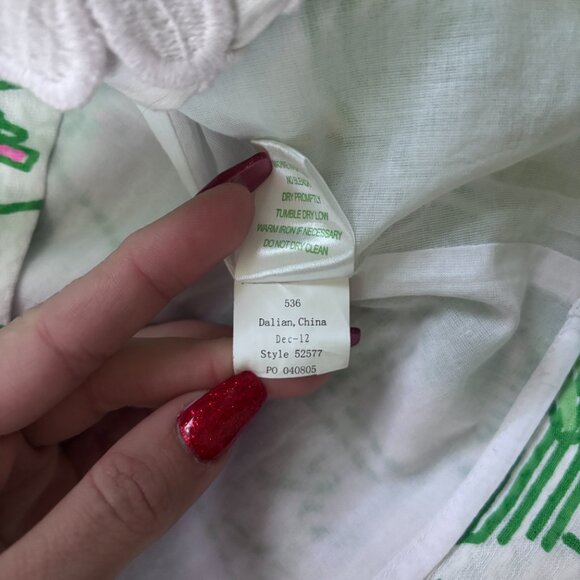 NO BLEACH
DRY PROMPTLY
TUMBLE DRY LOW
WARM IRON IF NECESSARY
DO NOT DRY CLEAN
536
Dalian, China
Dec-12
Style 52577
PO 040805